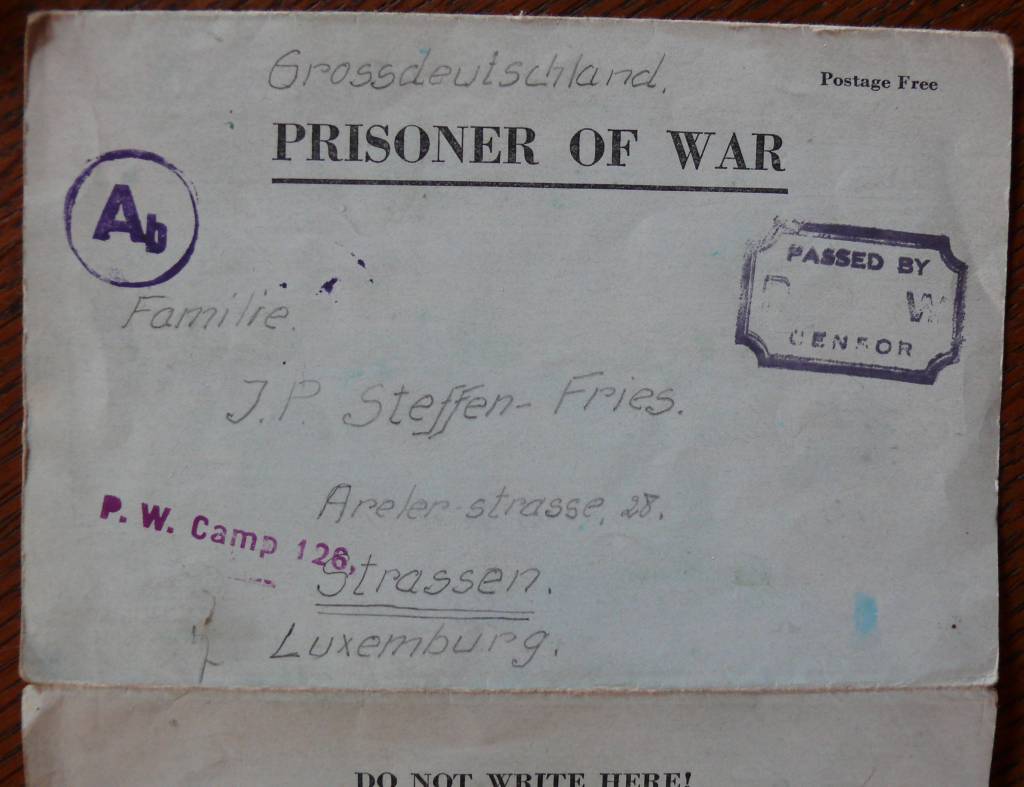 Grossdeutschland.
Postage Free
PRISONER OF WAR
Ab
PASSED BY
P W
CENSOR
Familie.
J.P. Steffen-Fries.
Areler-strasse, 28.
P. W. Camp 126,
Strassen.
Luxemburg.
DO NOT WRITE HERE!